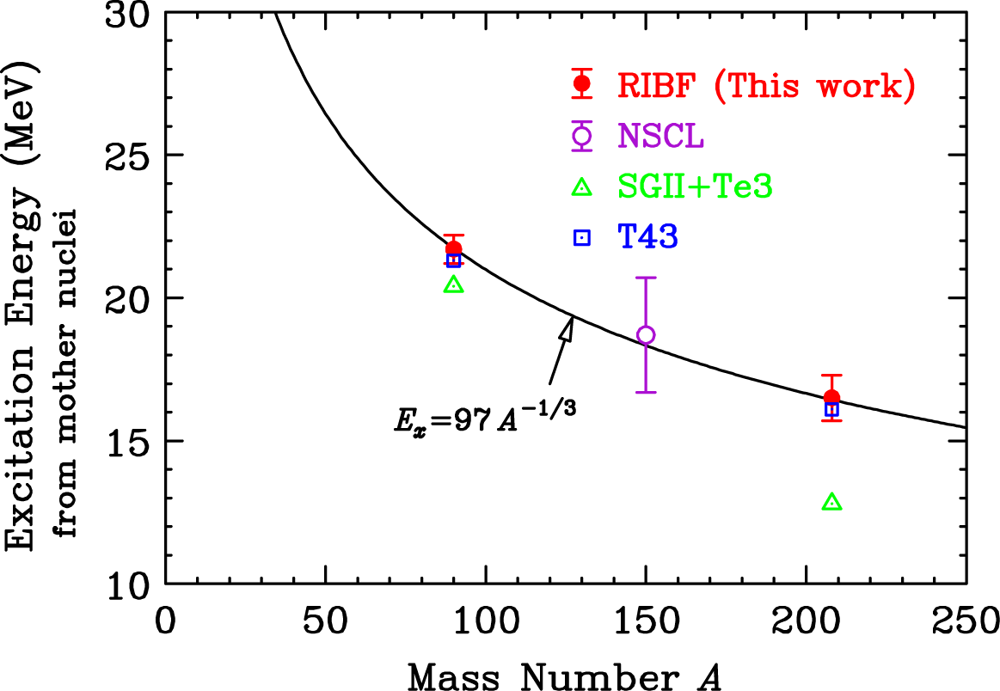 Excitation Energy (MeV)
from mother nuclei
30
25
20
15
10
RIBF (This work)
NSCL
SGII+Te3
T43
Eₓ=97 A⁻¹/³
0 50 100 150 200 250
Mass Number A